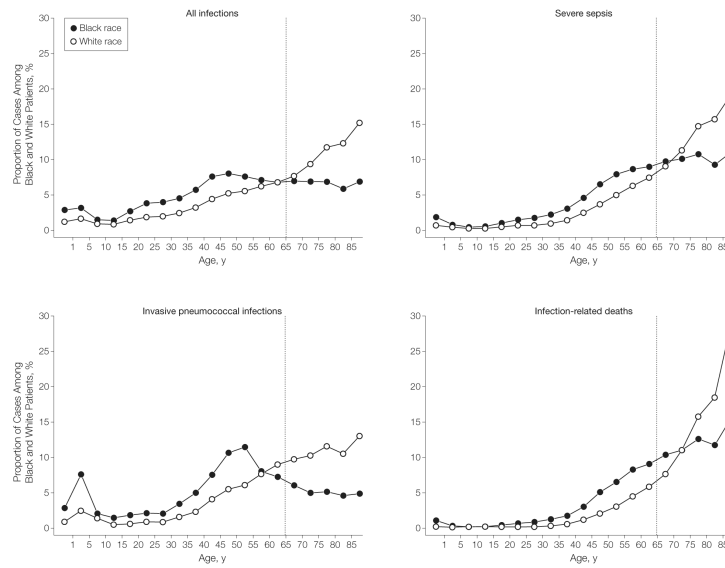 All infections
30
25
20
15
10
5
0
Proportion of Cases Among
Black and White Patients, %
Black race
White race
1 5 10 15 20 25 30 35 40 45 50 55 60 65 70 75 80 85
Age, y
Severe sepsis
30
25
20
15
10
5
0
1 5 10 15 20 25 30 35 40 45 50 55 60 65 70 75 80 85
Age, y
Invasive pneumococcal infections
30
25
20
15
10
5
0
Proportion of Cases Among
Black and White Patients, %
1 5 10 15 20 25 30 35 40 45 50 55 60 65 70 75 80 85
Age, y
Infection-related deaths
30
25
20
15
10
5
0
1 5 10 15 20 25 30 35 40 45 50 55 60 65 70 75 80 85
Age, y